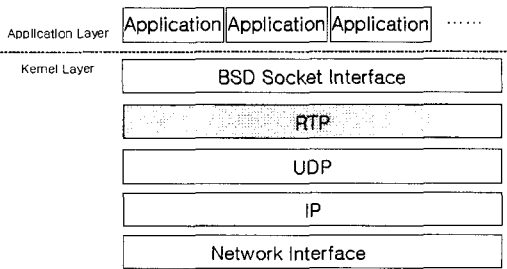 Application Layer
Application Application Application ......
Kernel Layer
BSD Socket Interface
RTP
UDP
IP
Network Interface